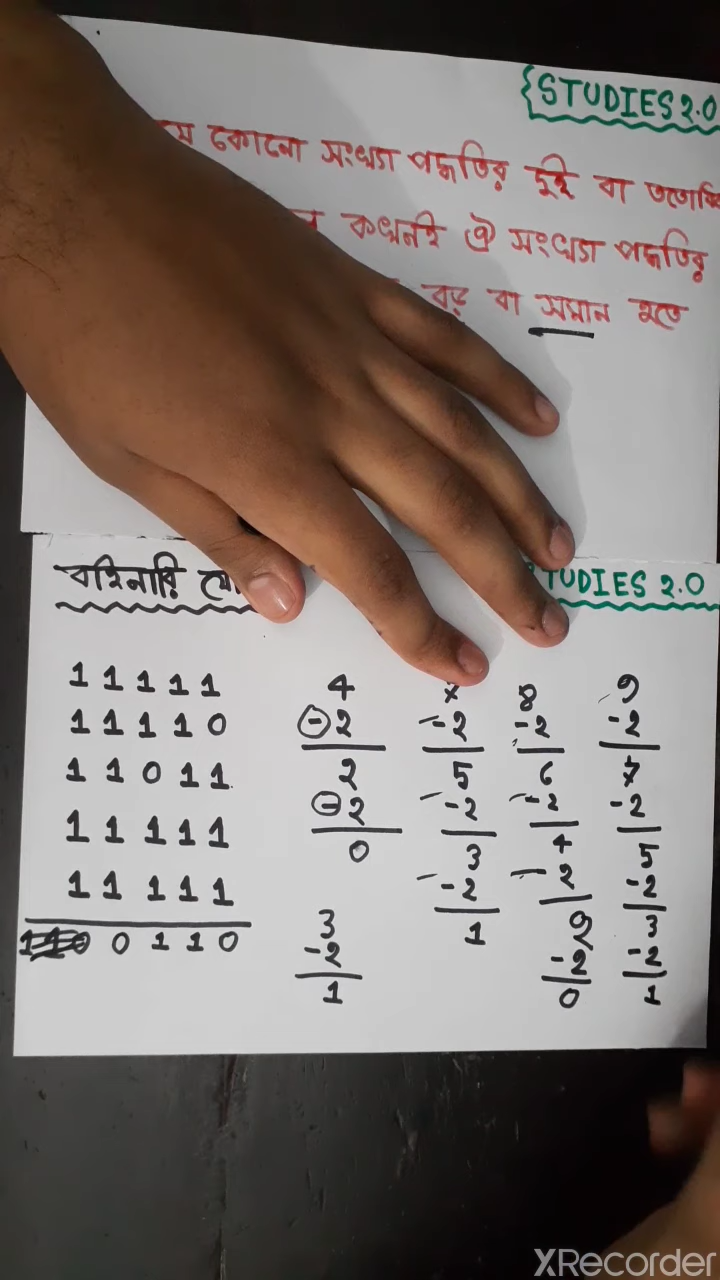 {STUDIES 2.0
কোনো সংখ্যা পদ্ধতির দুই বা ততোধি
কখনই ঐ সংখ্যা পদ্ধতির
বড় বা সমান হতে
বাইনারি যো
STUDIES 2.0
1 1 1 1 1
1 1 1 1 0
1 1 0 1 1
1 1 1 1 1
1 1 1 1 1
0 1 1 0
4
-2
2
-2
0
3
-2
1
-2
5
-2
3
-2
1
8
-2
6
-2
4
-2
2
-2
0
9
-2
7
-2
5
-2
3
-2
1
XRecorder